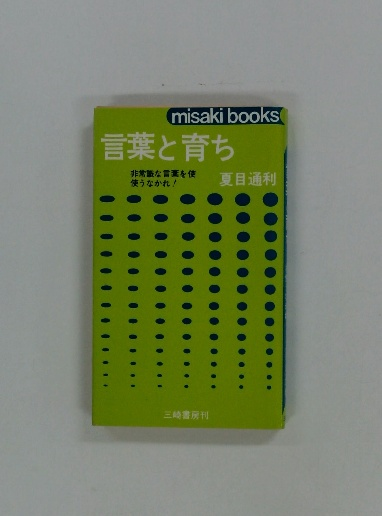 misaki books
言葉と育ち
非常識な言葉を使
使うなかれ!
夏目通利
三崎書房刊